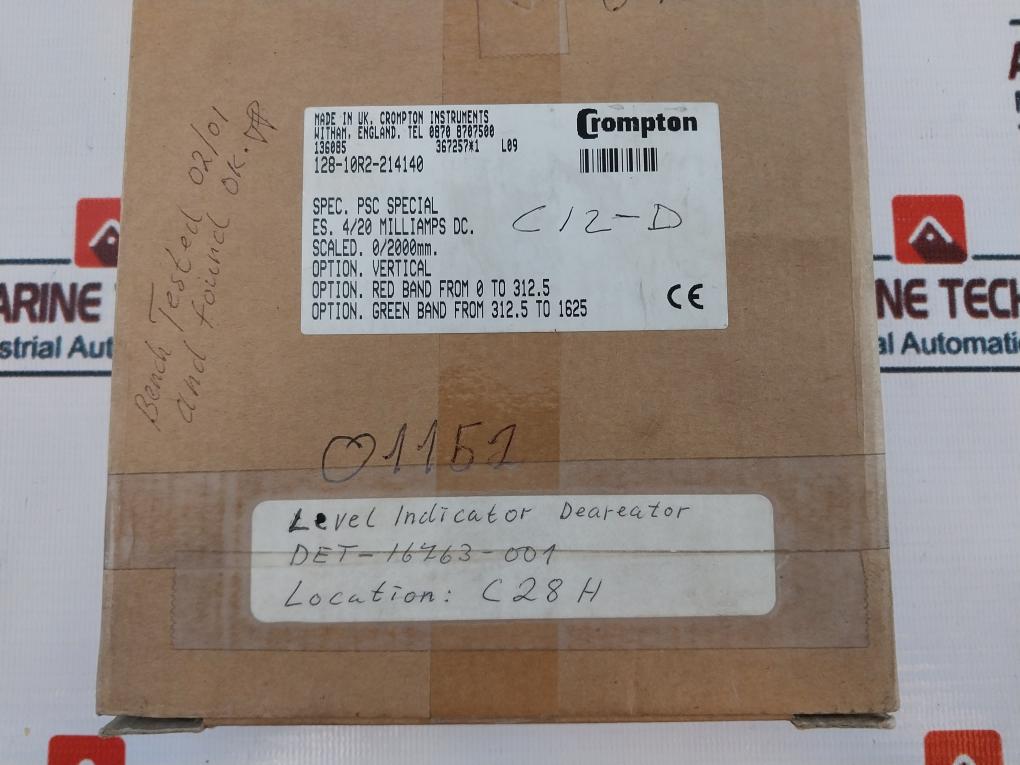 MADE IN UK. CROMPTON INSTRUMENTS
WITHAM, ENGLAND. TEL 0870 8707500
136085 367257*1 L09
128-10R2-214140
Crompton
SPEC. PSC SPECIAL
ES. 4/20 MILLIAMPS DC.
SCALED. 0/2000mm.
OPTION. VERTICAL
OPTION. RED BAND FROM 0 TO 312.5
OPTION. GREEN BAND FROM 312.5 TO 1625
C12-D
CE
Bench Tested 02/01
and found OK.
01151
Level Indicator Deareator
DET-16763-001
Location: C28H
ARINE
strial Aut
NE TECH
al Automati